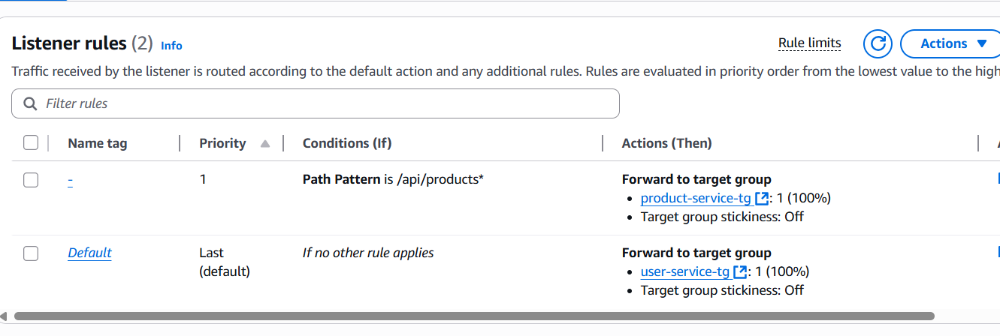 Listener rules (2) Info
Rule limits
Actions
Traffic received by the listener is routed according to the default action and any additional rules. Rules are evaluated in priority order from the lowest value to the high
Filter rules
Name tag Priority Conditions (If) Actions (Then)
- 1 Path Pattern is /api/products* Forward to target group
• product-service-tg: 1 (100%)
• Target group stickiness: Off
Default Last If no other rule applies Forward to target group
(default) • user-service-tg: 1 (100%)
• Target group stickiness: Off